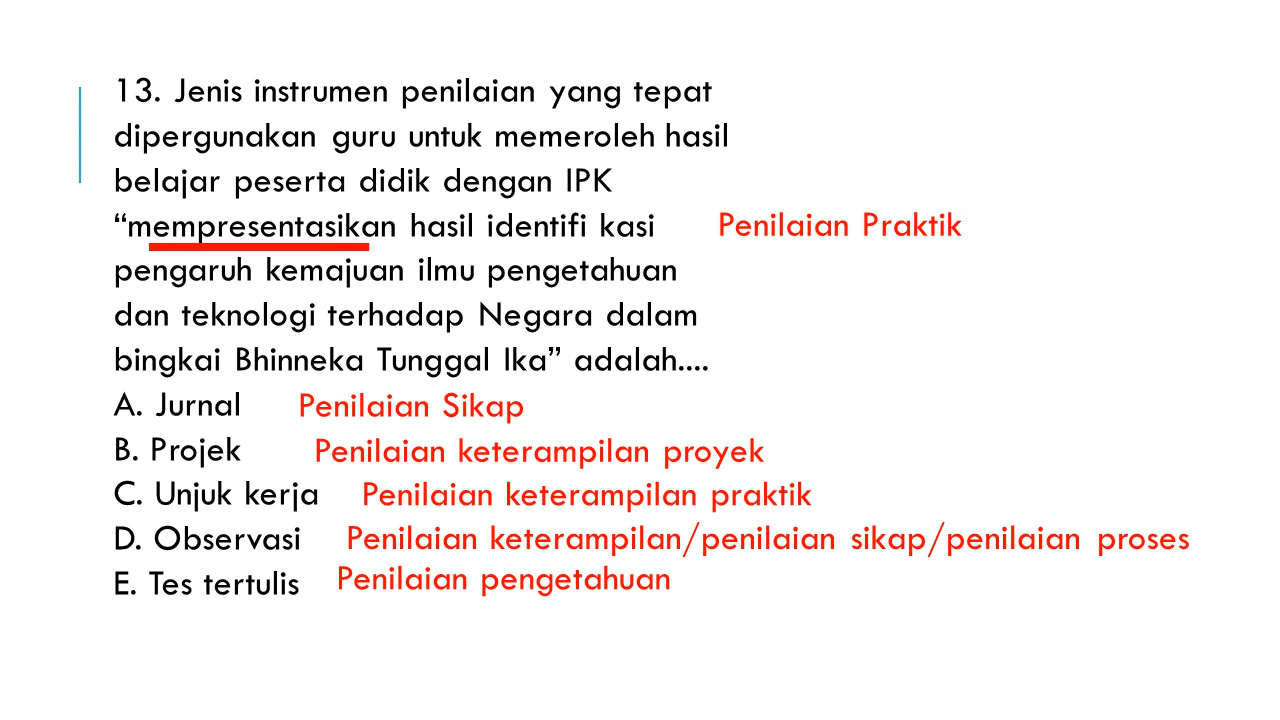 13. Jenis instrumen penilaian yang tepat
dipergunakan guru untuk memeroleh hasil
belajar peserta didik dengan IPK
“mempresentasikan hasil identifi kasi Penilaian Praktik
pengaruh kemajuan ilmu pengetahuan
dan teknologi terhadap Negara dalam
bingkai Bhinneka Tunggal Ika” adalah....
A. Jurnal Penilaian Sikap
B. Projek Penilaian keterampilan proyek
C. Unjuk kerja Penilaian keterampilan praktik
D. Observasi Penilaian keterampilan/penilaian sikap/penilaian proses
E. Tes tertulis Penilaian pengetahuan